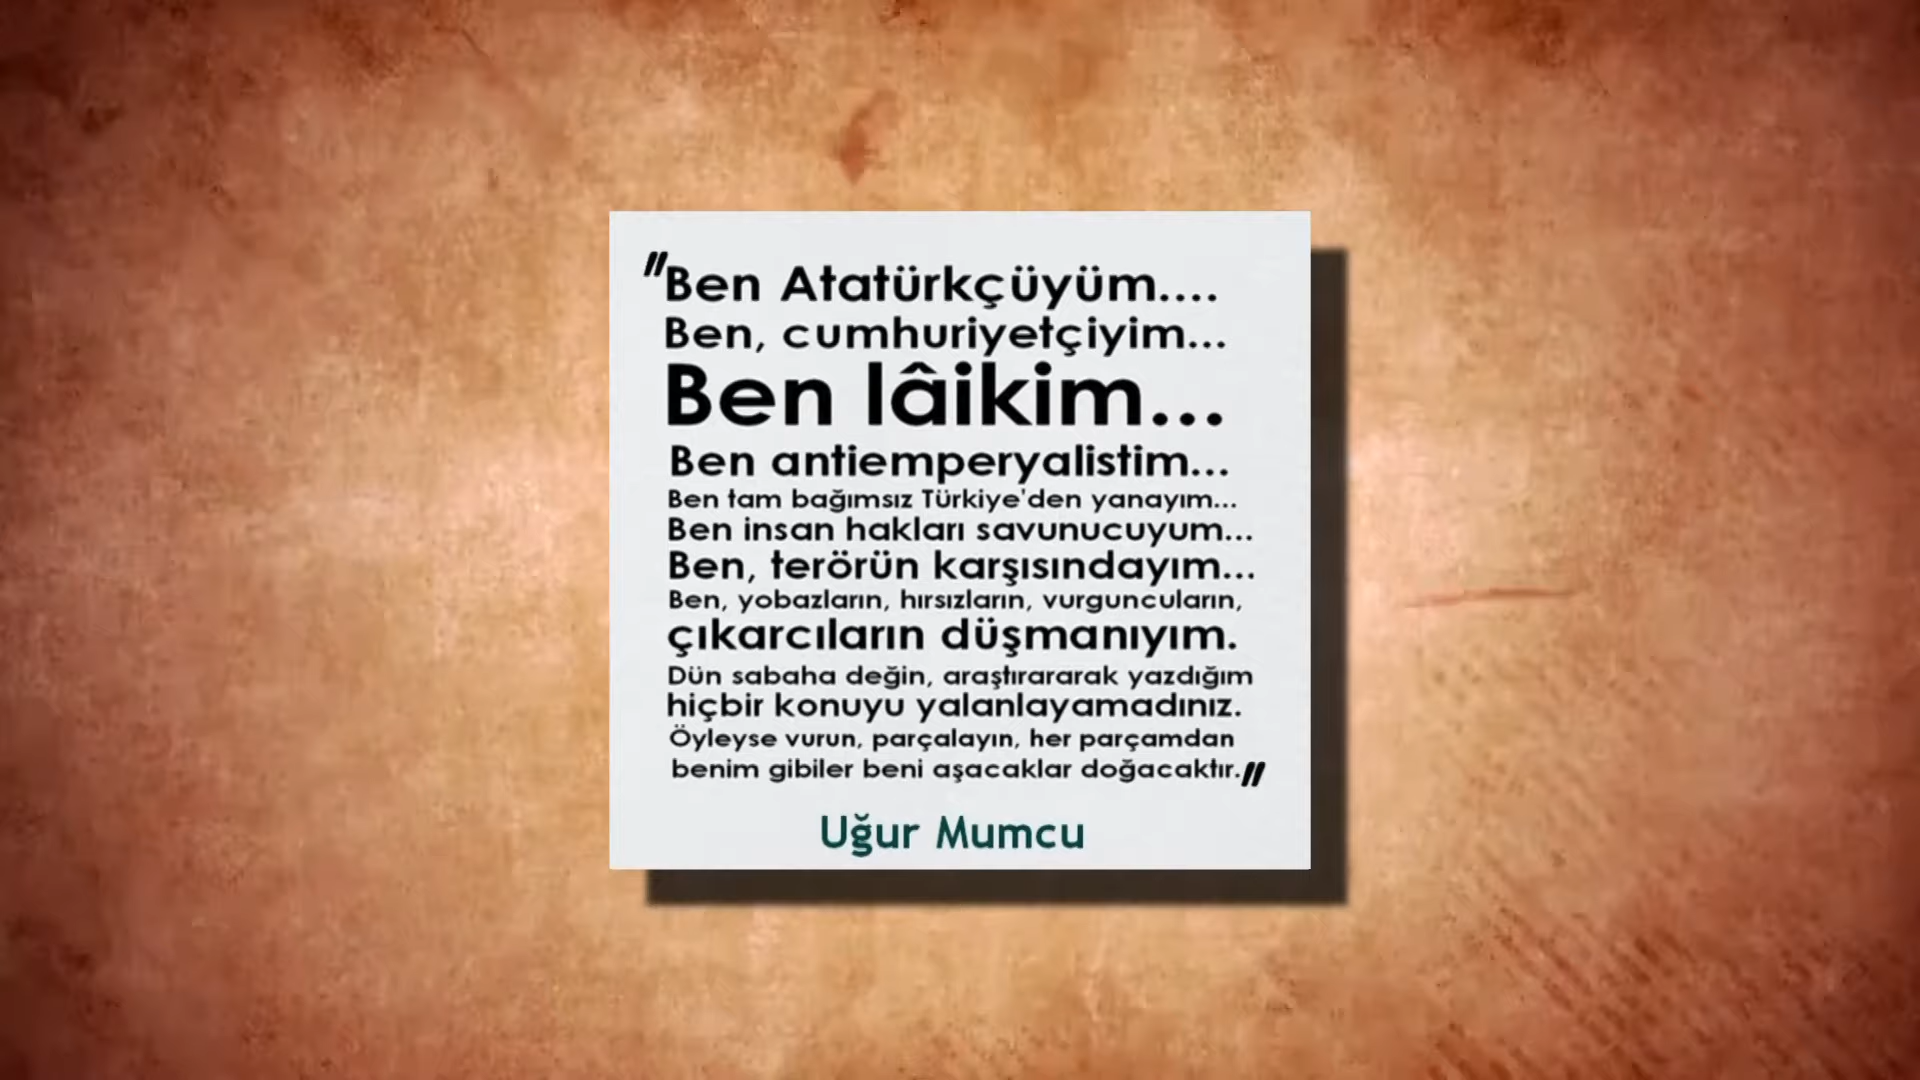 "Ben Atatürkçüyüm....
Ben, cumhuriyetçiyim...
Ben lâikim...
Ben antiemperyalistim...
Ben tam bağımsız Türkiye'den yanayım...
Ben insan hakları savunucuyum...
Ben, terörün karşısındayım...
Ben, yobazların, hırsızların, vurguncuların,
çıkarcıların düşmanıyım.
Dün sabaha değin, araştırararak yazdığım
hiçbir konuyu yalanlayamadınız.
Öyleyse vurun, parçalayın, her parçamdan
benim gibiler beni aşacaklar doğacaktır."
Uğur Mumcu